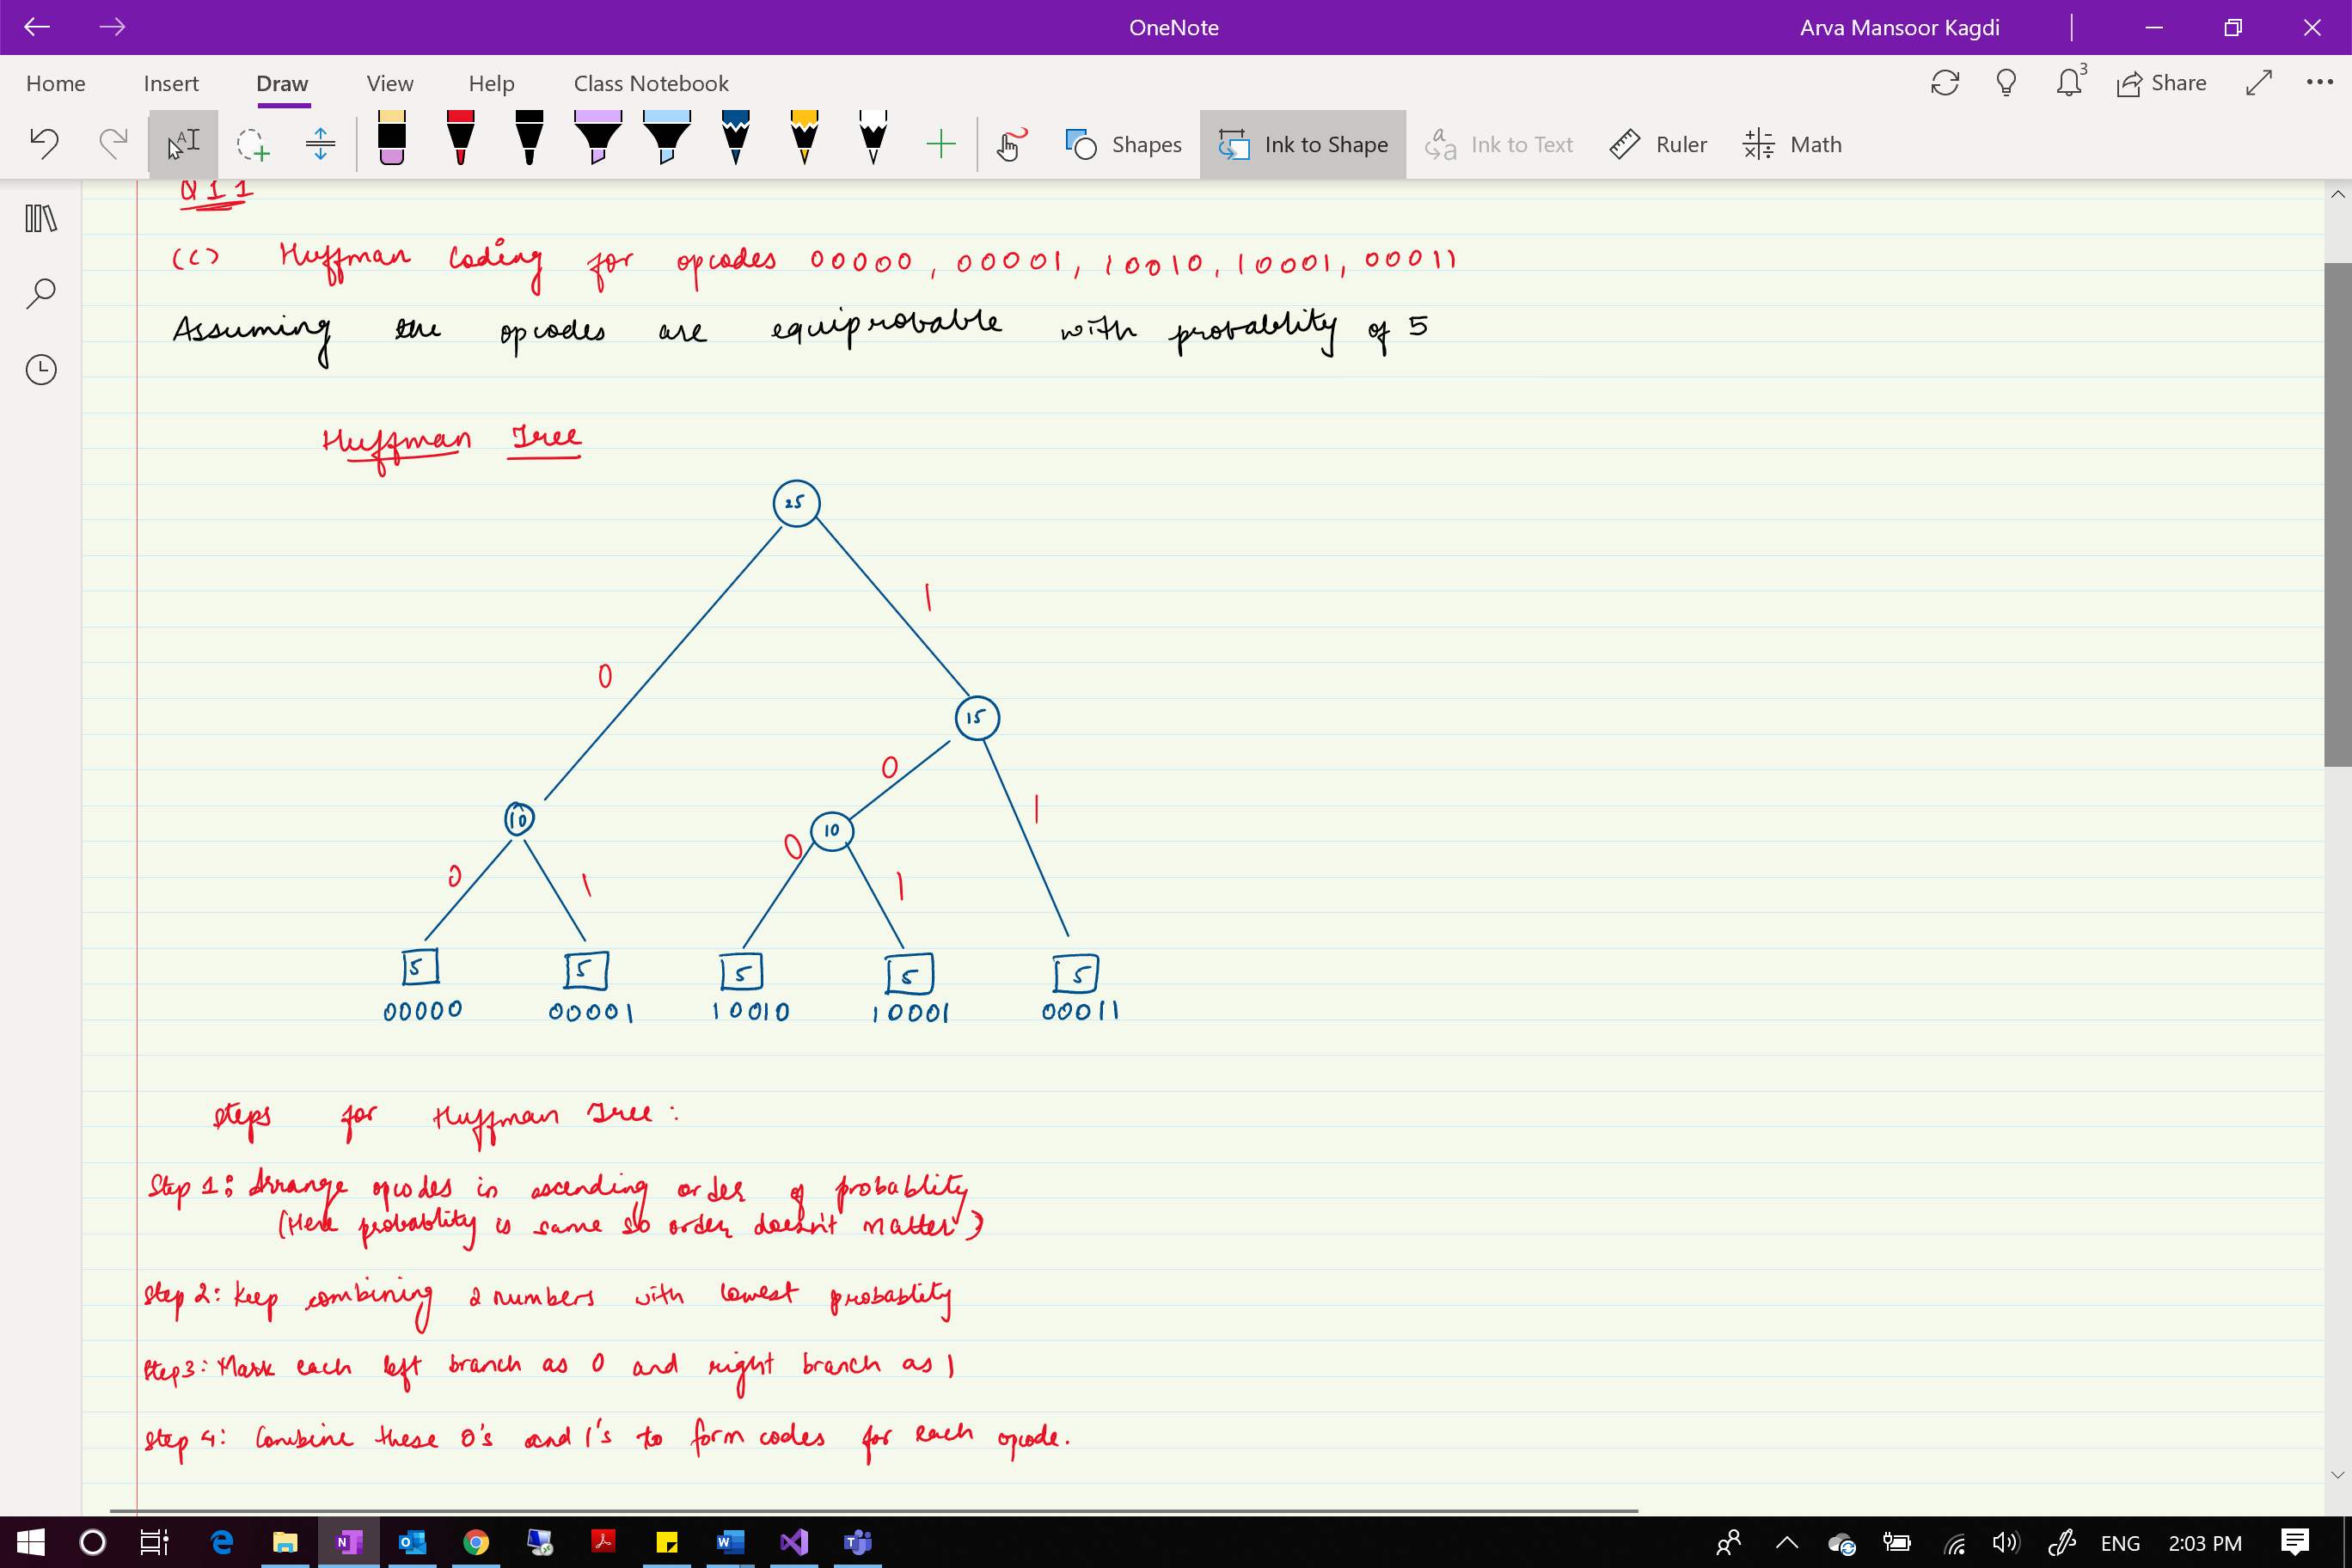 OneNote
Arva Mansoor Kagdi
Home Insert Draw View Help Class Notebook
3
Share
Shapes Ink to Shape Ink to Text Ruler Math
Q11
(c) Huffman Coding for opcodes 00000, 00001, 10010, 10001, 00011
Assuming the opcodes are equiprobable with probablity of 5
Huffman Tree
25
1
0
15
0
1
10
10
0
1
0
1
5 5 5 5 5
00000 00001 10010 10001 00011
Steps for Huffman Tree:
Step 1: Arrange opcodes in ascending order of probablity
(Here probablity is same so order doesn't matter)
Step 2: Keep combining 2 numbers with lowest probablity
Step3: Mark each left branch as 0 and right branch as 1
Step 4: Combine these 0's and 1's to form codes for each opcode.
ENG 2:03 PM